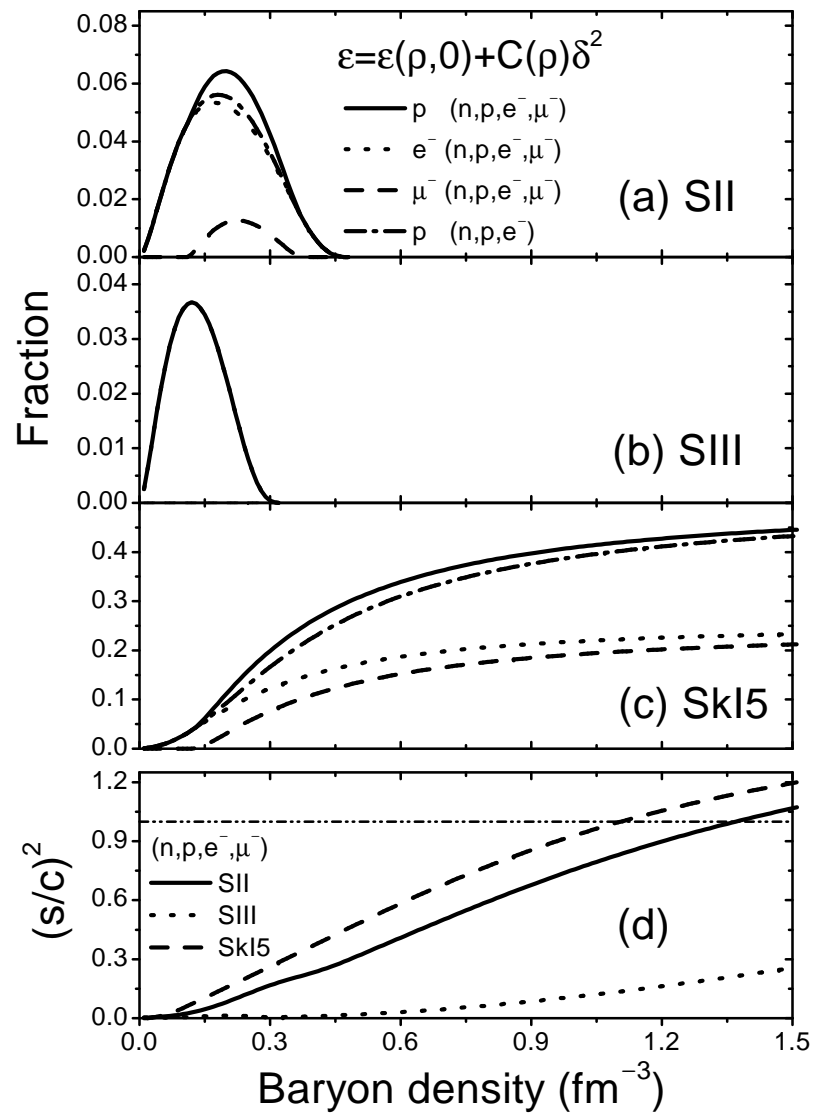 0.08
0.06
0.04
0.02
0.00
ε=ε(ρ,0)+C(ρ)δ²
p (n,p,e⁻,μ⁻)
e⁻ (n,p,e⁻,μ⁻)
μ⁻ (n,p,e⁻,μ⁻)
p (n,p,e⁻)
(a) SII
0.04
0.03
0.02
0.01
0.00
(b) SIII
Fraction
0.4
0.3
0.2
0.1
0.0
(c) SkI5
1.2
0.9
0.6
0.3
0.0
(s/c)²
(n,p,e⁻,μ⁻)
SII
SIII
SkI5
(d)
0.0 0.3 0.6 0.9 1.2 1.5
Baryon density (fm⁻³)